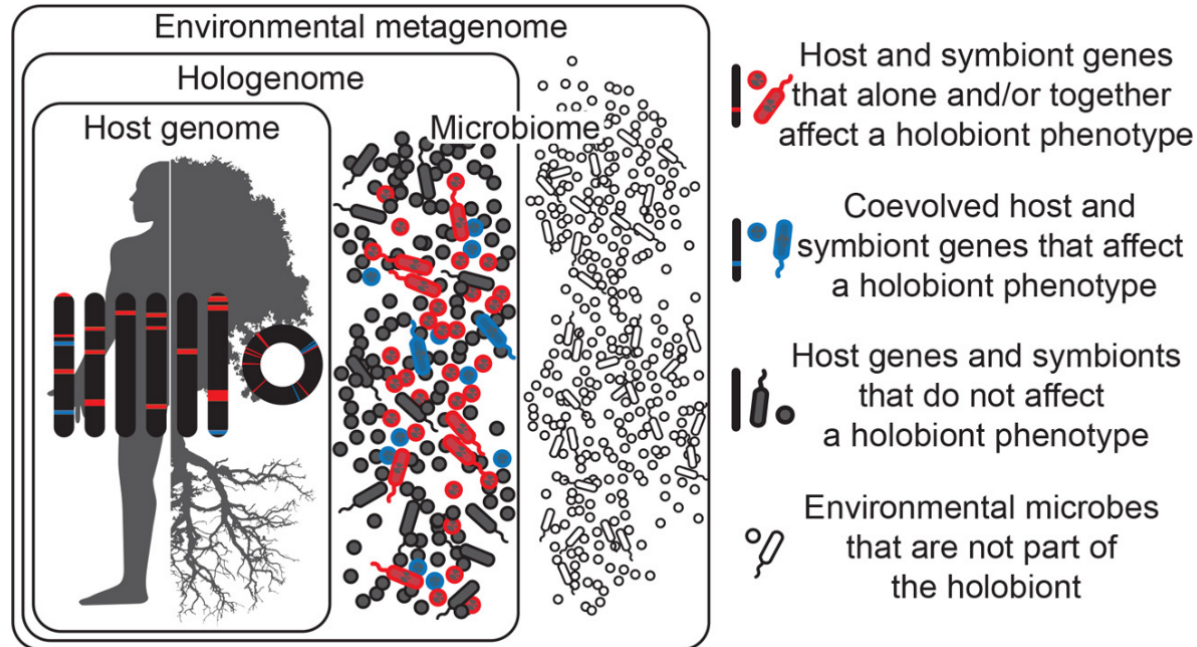 Environmental metagenome
Hologenome
Host genome
Microbiome
Host and symbiont genes
that alone and/or together
affect a holobiont phenotype
Coevolved host and
symbiont genes that affect
a holobiont phenotype
Host genes and symbionts
that do not affect
a holobiont phenotype
Environmental microbes
that are not part of
the holobiont